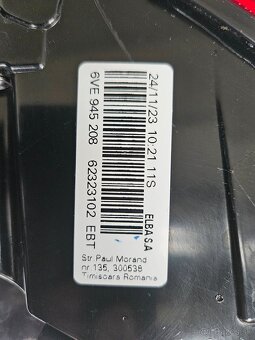 24/11/23 10:21 11S
6VE 945 208 62323102 EBT
ELBA S.A
Str. Paul Morand
nr. 135, 300538
Timisoara Romania